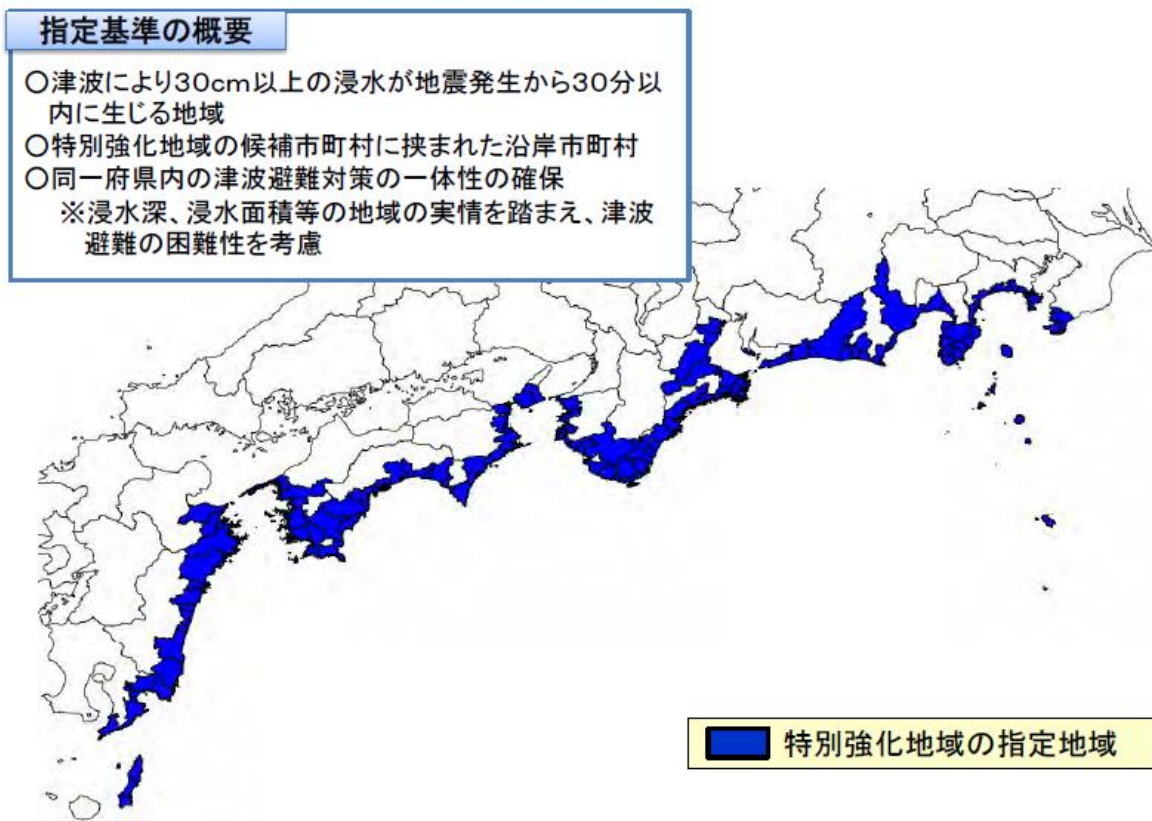 指定基準の概要
○津波により30cm以上の浸水が地震発生から30分以
内に生じる地域
○特別強化地域の候補市町村に挟まれた沿岸市町村
○同一府県内の津波避難対策の一体性の確保
※浸水深、浸水面積等の地域の実情を踏まえ、津波
避難の困難性を考慮
特別強化地域の指定地域